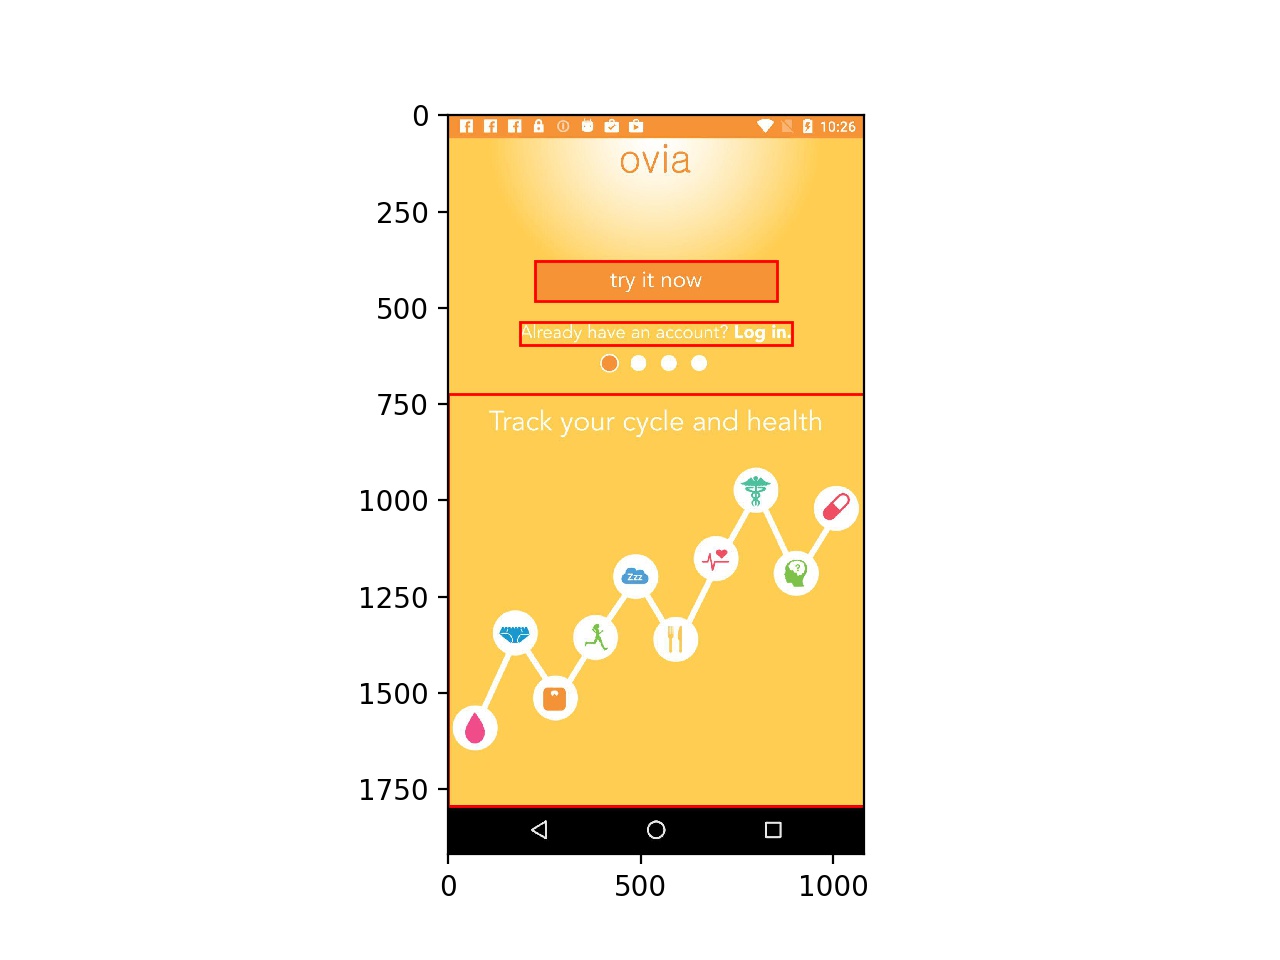 0
10:26
ovia
250
try it now
500
Already have an account? Log in.
750
Track your cycle and health
1000
?
Zzz
1250
1500
1750
0 500 1000